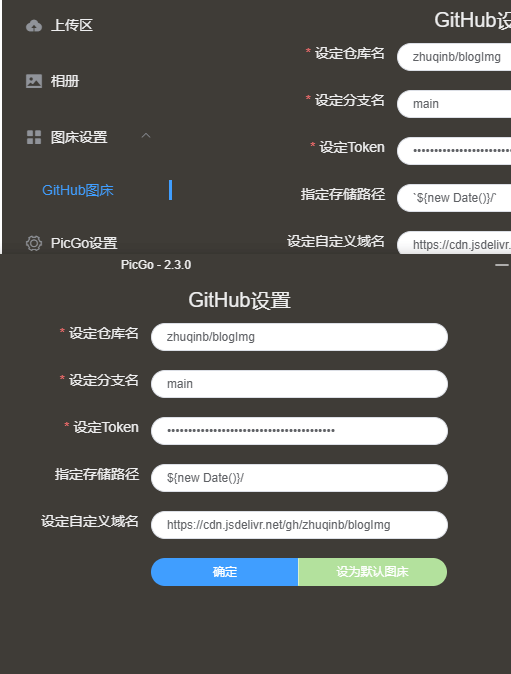 上传区
GitHub设
* 设定仓库名 zhuqinb/blogImg
相册
* 设定分支名 main
图床设置
* 设定Token ••••••••••••••••••••••••
GitHub图床
指定存储路径 `${new Date()}/`
PicGo设置
设定自定义域名 https://cdn.jsdelivr.
PicGo - 2.3.0
GitHub设置
* 设定仓库名 zhuqinb/blogImg
* 设定分支名 main
* 设定Token ••••••••••••••••••••••••••••••••••••••••
指定存储路径 ${new Date()}/
设定自定义域名 https://cdn.jsdelivr.net/gh/zhuqinb/blogImg
确定 设为默认图床